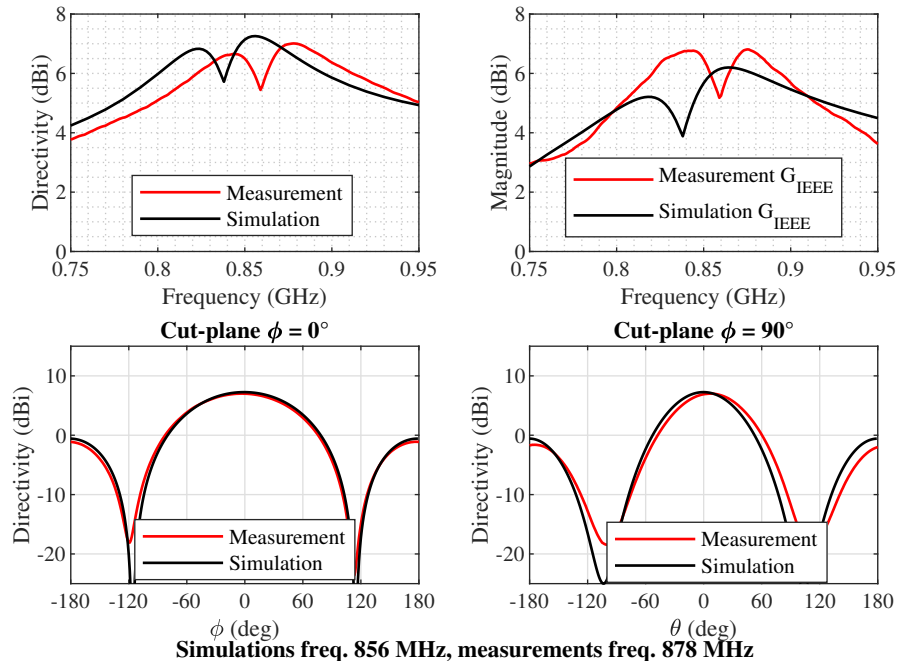 8
6
4
2
0
Directivity (dBi)
Measurement
Simulation
0.75 0.8 0.85 0.9 0.95
Frequency (GHz)
8
6
4
2
0
Magnitude (dBi)
Measurement G_IEEE
Simulation G_IEEE
0.75 0.8 0.85 0.9 0.95
Frequency (GHz)
Cut-plane ϕ = 0°
10
0
-10
-20
Directivity (dBi)
Measurement
Simulation
-180 -120 -60 0 60 120 180
ϕ (deg)
Cut-plane ϕ = 90°
10
0
-10
-20
Directivity (dBi)
Measurement
Simulation
-180 -120 -60 0 60 120 180
θ (deg)
Simulations freq. 856 MHz, measurements freq. 878 MHz